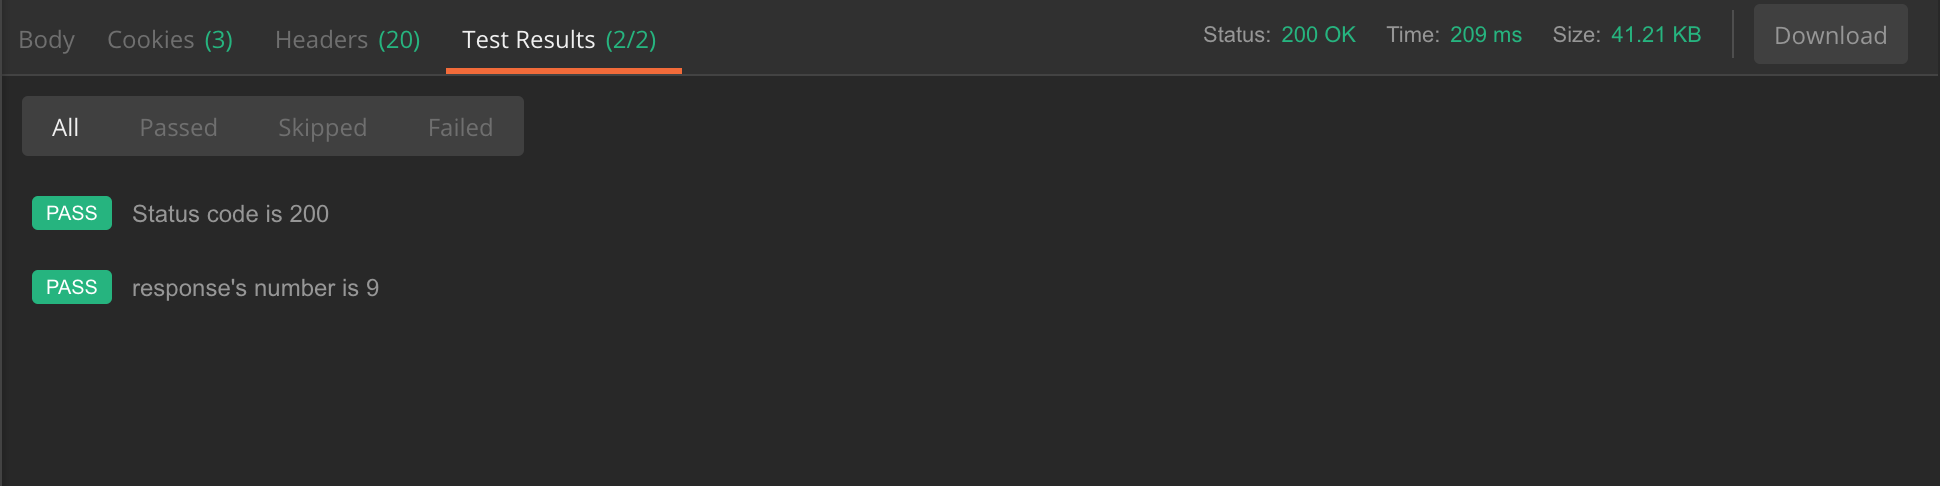 Body Cookies (3) Headers (20) Test Results (2/2) Status: 200 OK Time: 209 ms Size: 41.21 KB Download
All Passed Skipped Failed
PASS Status code is 200
PASS response's number is 9